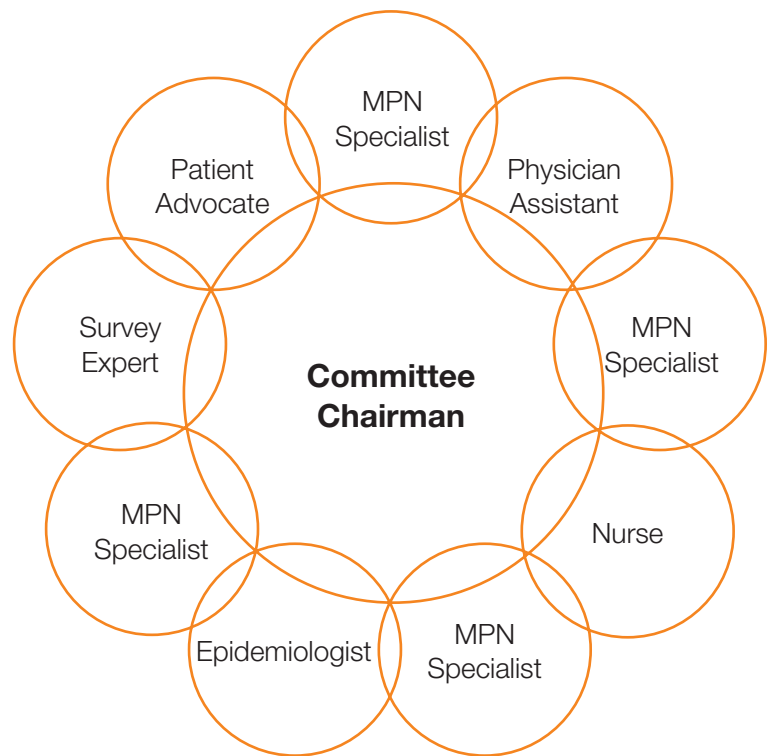 MPN
Specialist
Physician
Assistant
MPN
Specialist
Nurse
MPN
Specialist
Epidemiologist
MPN
Specialist
Survey
Expert
Patient
Advocate
Committee
Chairman